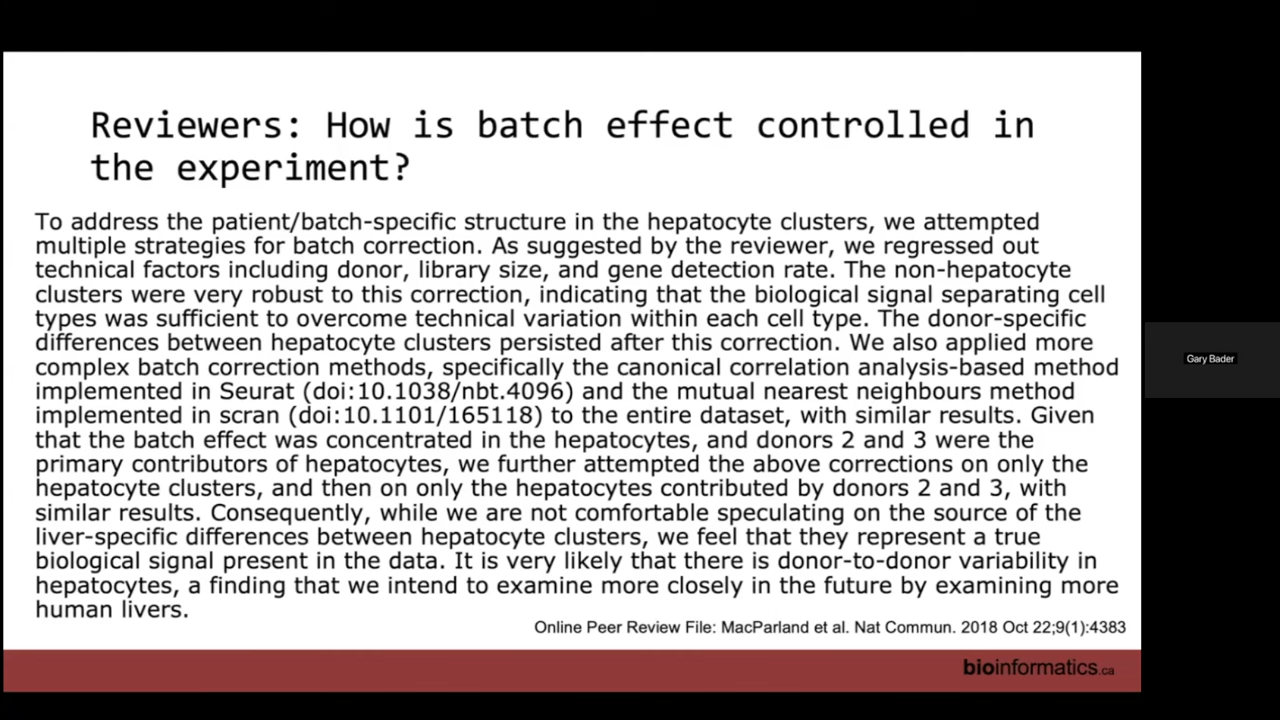 Reviewers: How is batch effect controlled in
the experiment?
To address the patient/batch-specific structure in the hepatocyte clusters, we attempted
multiple strategies for batch correction. As suggested by the reviewer, we regressed out
technical factors including donor, library size, and gene detection rate. The non-hepatocyte
clusters were very robust to this correction, indicating that the biological signal separating cell
types was sufficient to overcome technical variation within each cell type. The donor-specific
differences between hepatocyte clusters persisted after this correction. We also applied more
complex batch correction methods, specifically the canonical correlation analysis-based method
implemented in Seurat (doi:10.1038/nbt.4096) and the mutual nearest neighbours method
implemented in scran (doi:10.1101/165118) to the entire dataset, with similar results. Given
that the batch effect was concentrated in the hepatocytes, and donors 2 and 3 were the
primary contributors of hepatocytes, we further attempted the above corrections on only the
hepatocyte clusters, and then on only the hepatocytes contributed by donors 2 and 3, with
similar results. Consequently, while we are not comfortable speculating on the source of the
liver-specific differences between hepatocyte clusters, we feel that they represent a true
biological signal present in the data. It is very likely that there is donor-to-donor variability in
hepatocytes, a finding that we intend to examine more closely in the future by examining more
human livers.
Online Peer Review File: MacParland et al. Nat Commun. 2018 Oct 22;9(1):4383
bioinformatics.ca
Gary Bader